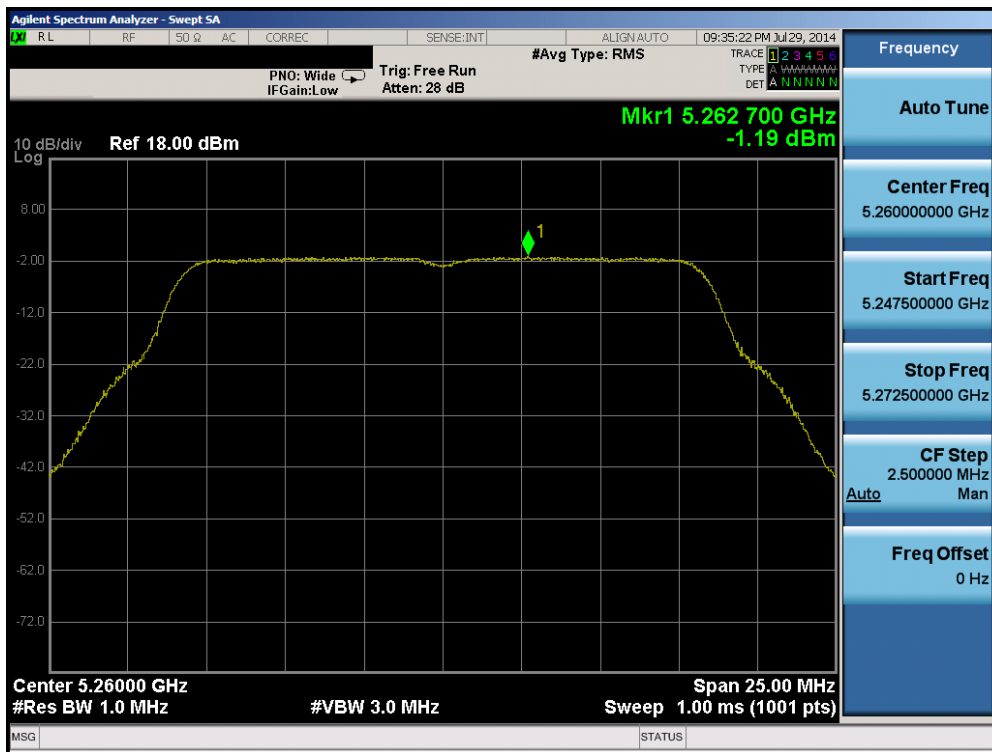 Agilent Spectrum Analyzer - Swept SA
LXI RL RF 50 Ω AC CORREC SENSE:INT ALIGN AUTO 09:35:22 PM Jul 29, 2014
#Avg Type: RMS
TRACE 1 2 3 4 5 6
PNO: Wide Trig: Free Run
TYPE A WWWWW
IFGain:Low Atten: 28 dB
DET A N N N N N
Mkr1 5.262 700 GHz
-1.19 dBm
10 dB/div Ref 18.00 dBm
Log
1
8.00
-2.00
-12.0
-22.0
-32.0
-42.0
-52.0
-62.0
-72.0
Center 5.26000 GHz Span 25.00 MHz
#Res BW 1.0 MHz #VBW 3.0 MHz Sweep 1.00 ms (1001 pts)
MSG STATUS
Frequency
Auto Tune
Center Freq
5.260000000 GHz
Start Freq
5.247500000 GHz
Stop Freq
5.272500000 GHz
CF Step
2.500000 MHz
Auto Man
Freq Offset
0 Hz